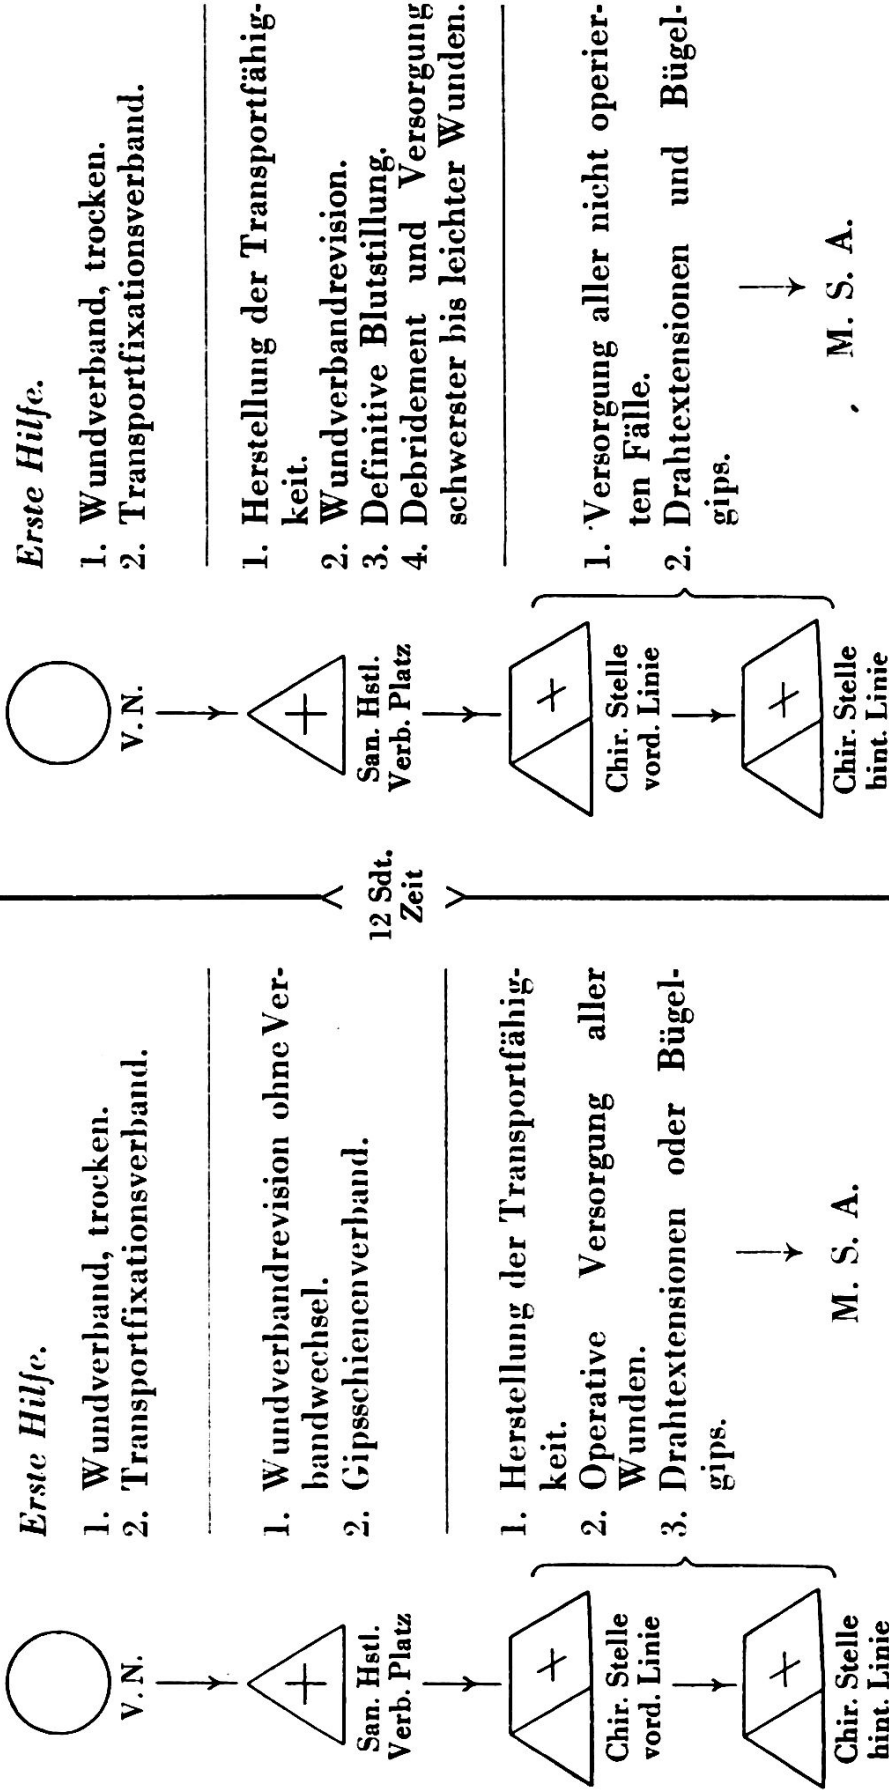 Erste Hilfe.
V. N.
1. Wundverband, trocken.
2. Transportfixationsverband.
San. Hstl.
Verb. Platz
1. Wundverbandrevision ohne Ver-
bandwechsel.
2. Gipsschienenverband.
Chir. Stelle
vord. Linie
Chir. Stelle
hint. Linie
1. Herstellung der Transportfähig-
keit.
2. Operative Versorgung aller
Wunden.
3. Drahtextensionen oder Bügel-
gips.
M. S. A.
12 Sdt.
Zeit
Erste Hilfe.
V. N.
1. Wundverband, trocken.
2. Transportfixationsverband.
San. Hstl.
Verb. Platz
1. Herstellung der Transportfähig-
keit.
2. Wundverbandrevision.
3. Definitive Blutstillung.
4. Debridement und Versorgung
schwerster bis leichter Wunden.
Chir. Stelle
vord. Linie
Chir. Stelle
hint. Linie
1. Versorgung aller nicht operier-
ten Fälle.
2. Drahtextensionen und Bügel-
gips.
M. S. A.